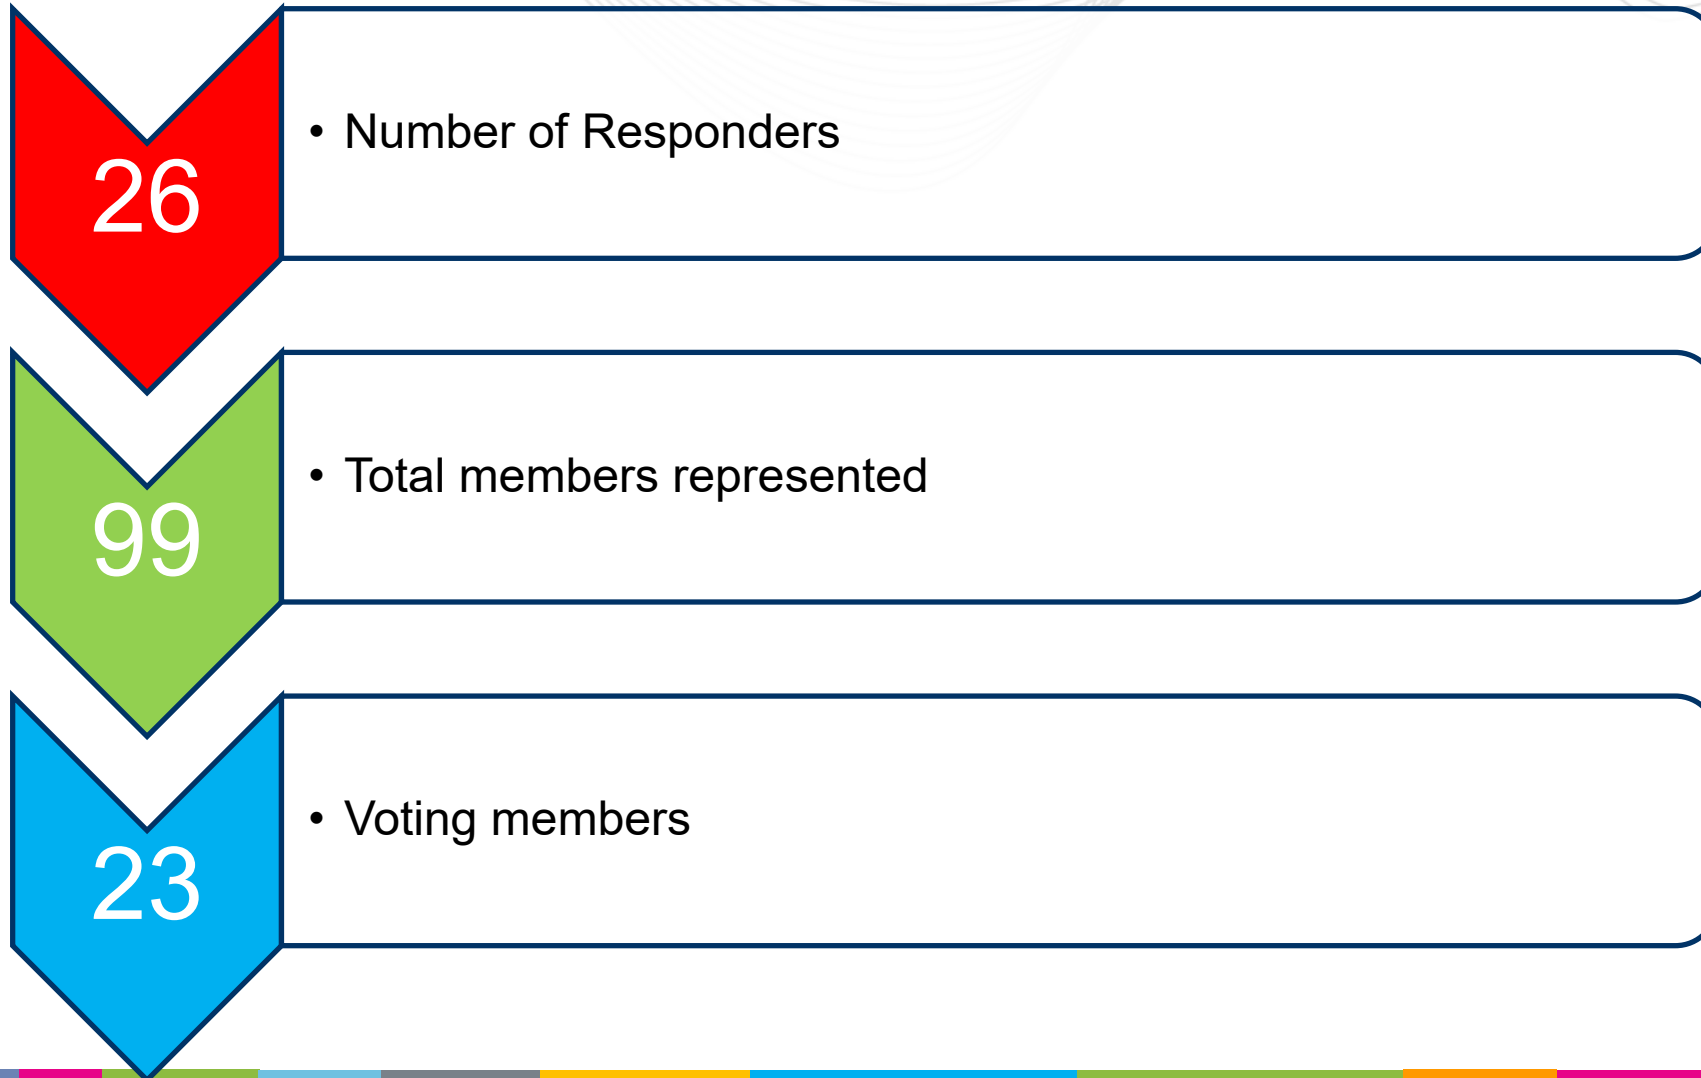 26
• Number of Responders
99
• Total members represented
23
• Voting members